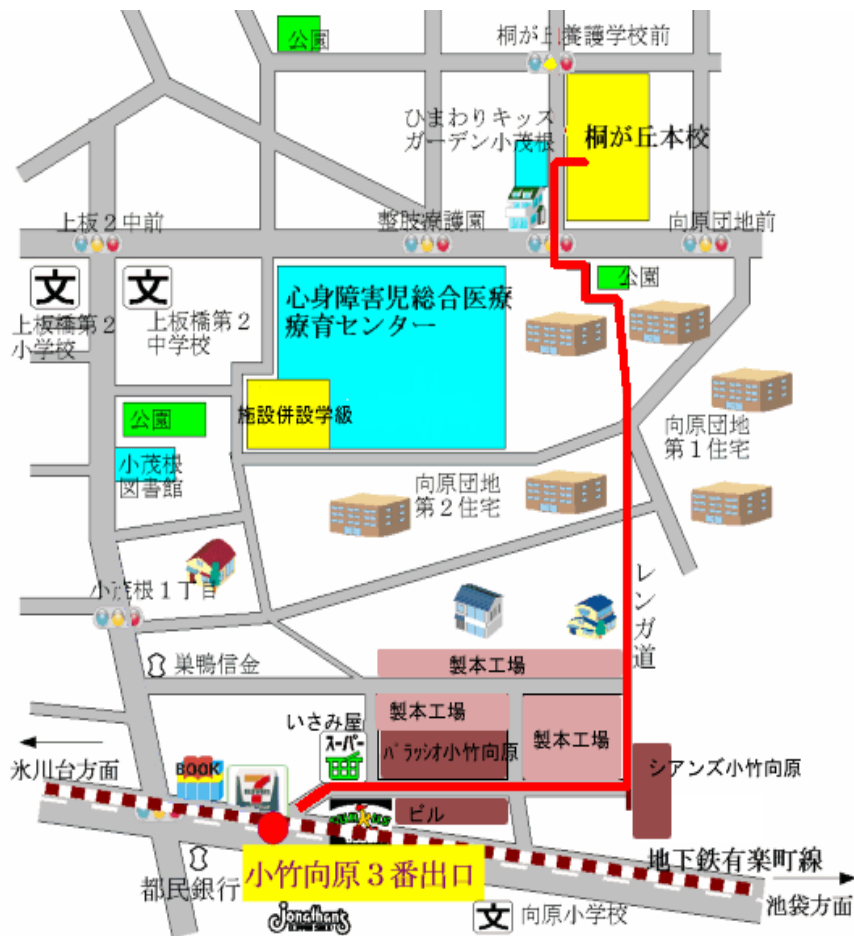 公園
桐が丘養護学校前
ひまわりキッズ
ガーデン小茂根
桐が丘本校
上板２中前
整肢療護園
向原団地前
文
文
公園
上板橋第２
小学校
上板橋第２
中学校
心身障害児総合医療
療育センター
公園
施設併設学級
小茂根
図書館
向原団地
第１住宅
向原団地
第２住宅
レンガ道
小茂根１丁目
巣鴨信金
製本工場
いさみ屋
スーパー
製本工場
パラッシオ小竹向原
製本工場
氷川台方面
BOOK
7
シアンズ小竹向原
ビル
地下鉄有楽町線
都民銀行
小竹向原３番出口
池袋方面
Jonathan's
文
向原小学校